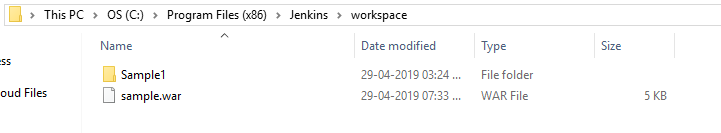 This PC > OS (C:) > Program Files (x86) > Jenkins > workspace
Name Date modified Type Size
ess
Sample1 29-04-2019 03:24 ... File folder
oud Files
sample.war 29-04-2019 07:33 ... WAR File 5 KB